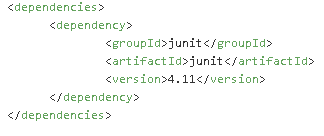 <dependencies>
<dependency>
<groupId>junit</groupId>
<artifactId>junit</artifactId>
<version>4.11</version>
</dependency>
</dependencies>